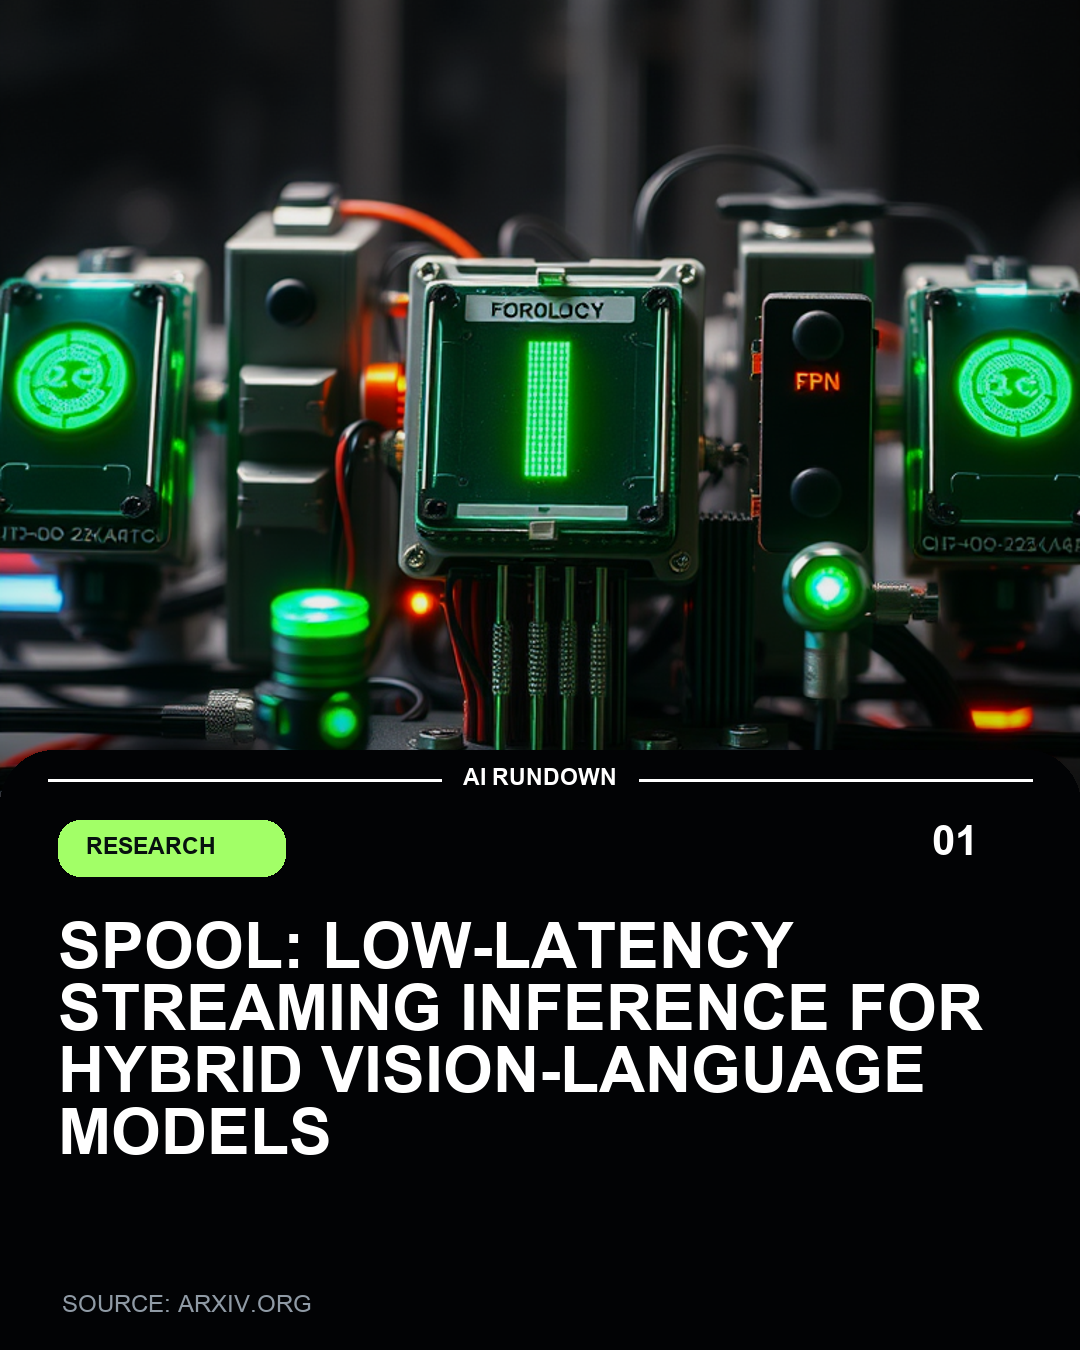 FOROLOCY
FPN
AI RUNDOWN
RESEARCH
01
SPOOL: LOW-LATENCY
STREAMING INFERENCE FOR
HYBRID VISION-LANGUAGE
MODELS
SOURCE: ARXIV.ORG